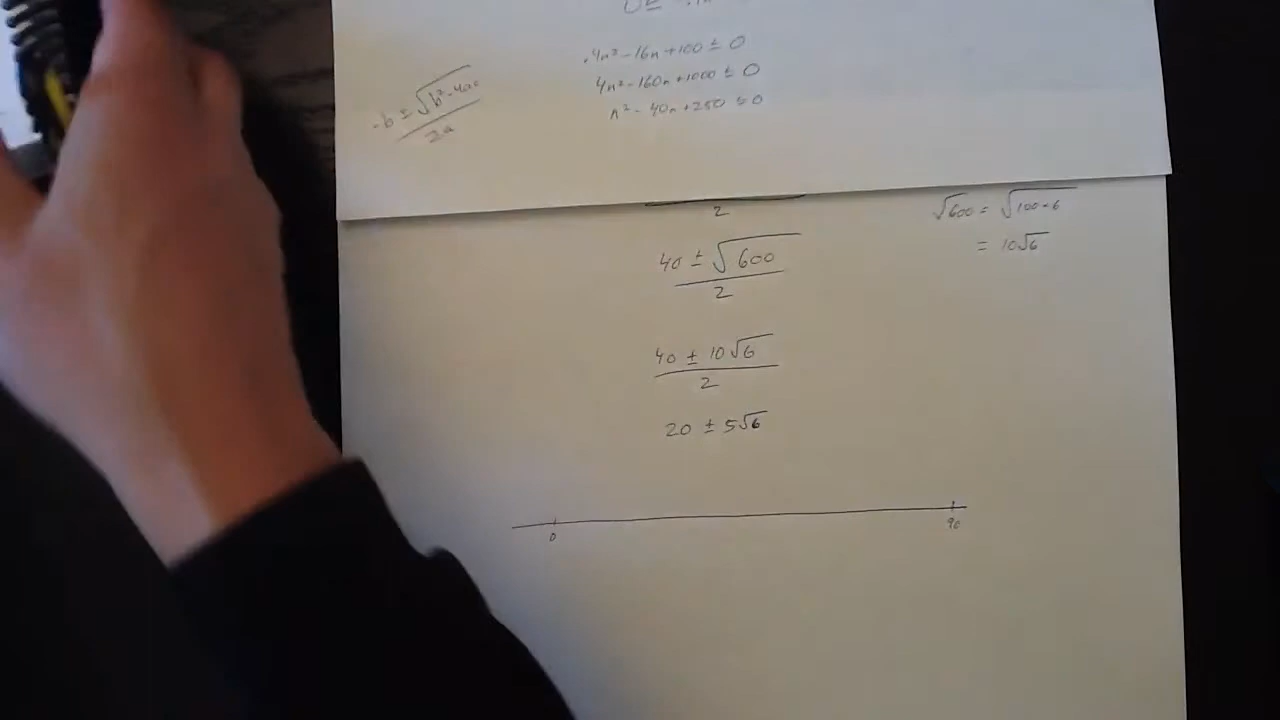 .4n² - 16n + 100 ≤ 0
4n² - 160n + 1000 ≤ 0
n² - 40n + 250 ≤ 0
-b ± √b² - 4ac
2a
2
√600 = √100·6
= 10√6
40 ± √600
2
40 ± 10√6
2
20 ± 5√6
0